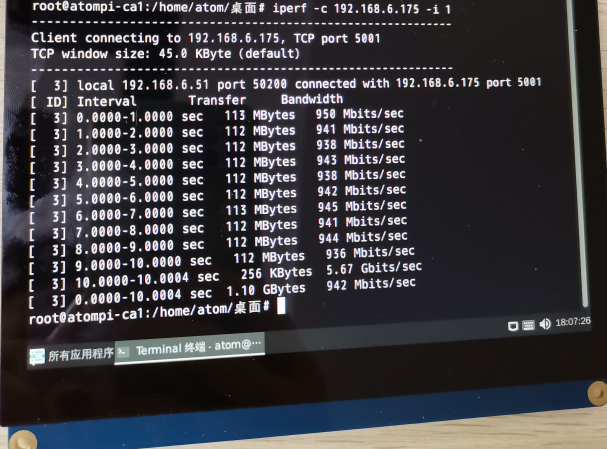 root@atompi-ca1:/home/atom/桌面# iperf -c 192.168.6.175 -i 1
------------------------------------------------------------
Client connecting to 192.168.6.175, TCP port 5001
TCP window size: 45.0 KByte (default)
------------------------------------------------------------
[  3] local 192.168.6.51 port 50200 connected with 192.168.6.175 port 5001
[ ID] Interval       Transfer     Bandwidth
[  3] 0.0000-1.0000 sec   113 MBytes   950 Mbits/sec
[  3] 1.0000-2.0000 sec   112 MBytes   941 Mbits/sec
[  3] 2.0000-3.0000 sec   112 MBytes   938 Mbits/sec
[  3] 3.0000-4.0000 sec   112 MBytes   943 Mbits/sec
[  3] 4.0000-5.0000 sec   112 MBytes   938 Mbits/sec
[  3] 5.0000-6.0000 sec   112 MBytes   942 Mbits/sec
[  3] 6.0000-7.0000 sec   113 MBytes   945 Mbits/sec
[  3] 7.0000-8.0000 sec   112 MBytes   941 Mbits/sec
[  3] 8.0000-9.0000 sec   112 MBytes   944 Mbits/sec
[  3] 9.0000-10.0000 sec   112 MBytes   936 Mbits/sec
[  3] 10.0000-10.0004 sec   256 KBytes  5.67 Gbits/sec
[  3] 0.0000-10.0004 sec  1.10 GBytes   942 Mbits/sec
root@atompi-ca1:/home/atom/桌面#
所有应用程序 Terminal 终端 - atom@··· 18:07:26